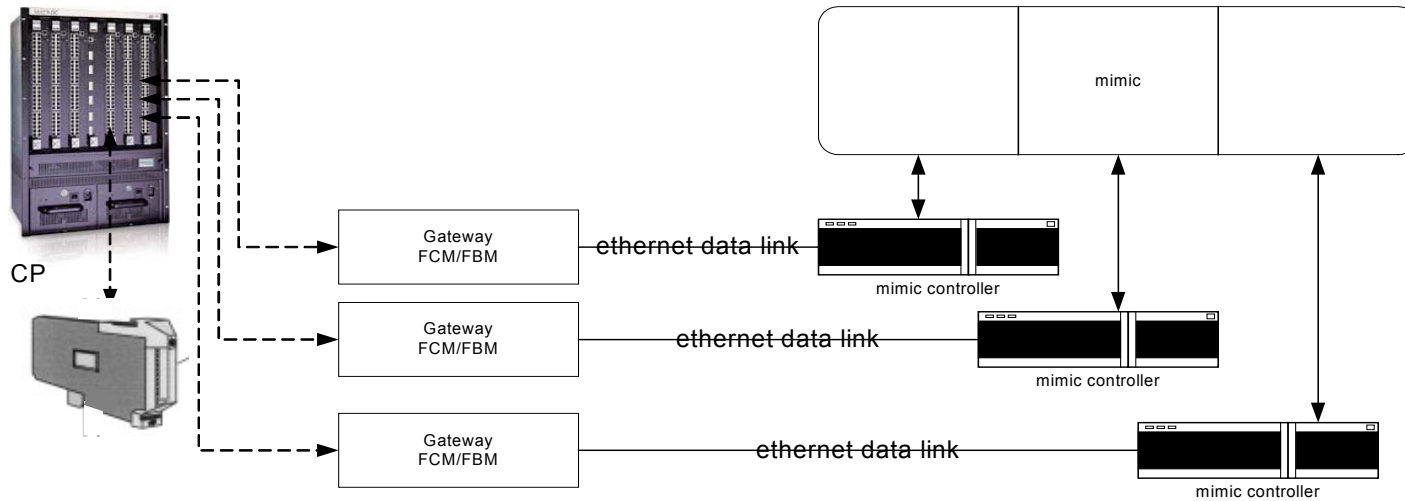 mimic
Gateway
FCM/FBM
ethernet data link
mimic controller
CP
Gateway
FCM/FBM
ethernet data link
mimic controller
Gateway
FCM/FBM
ethernet data link
mimic controller